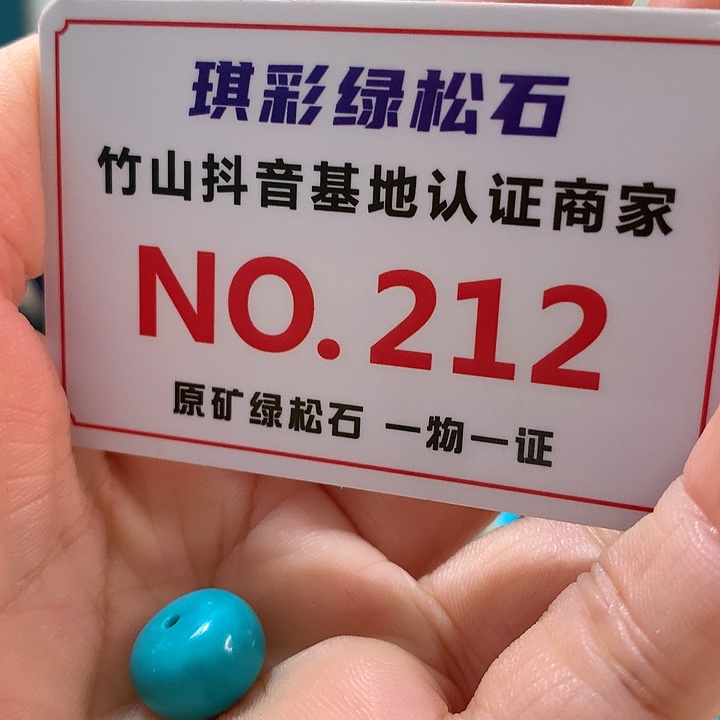 琪彩绿松石
竹山抖音基地认证商家
NO.212
原矿绿松石 一物一证